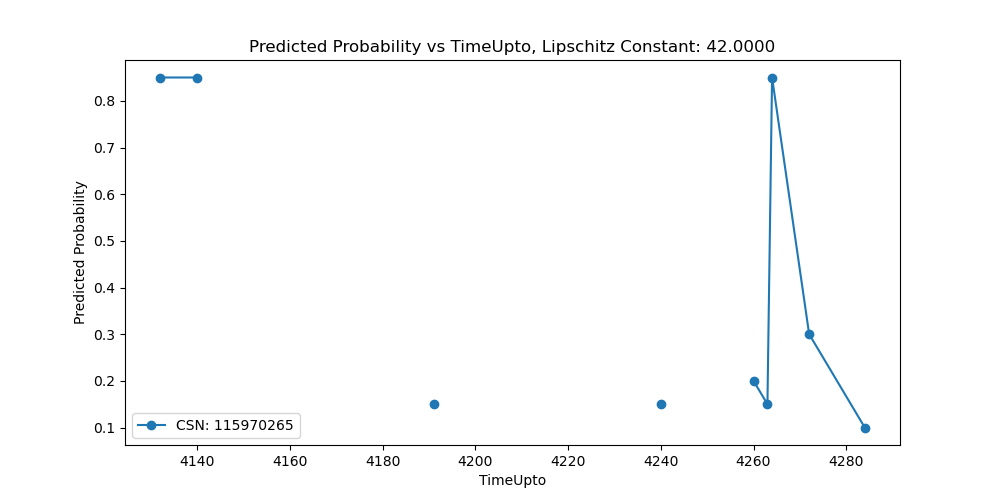 Predicted Probability vs TimeUpto, Lipschitz Constant: 42.0000
Predicted Probability
0.8
0.7
0.6
0.5
0.4
0.3
0.2
0.1
CSN: 115970265
4140 4160 4180 4200 4220 4240 4260 4280
TimeUpto